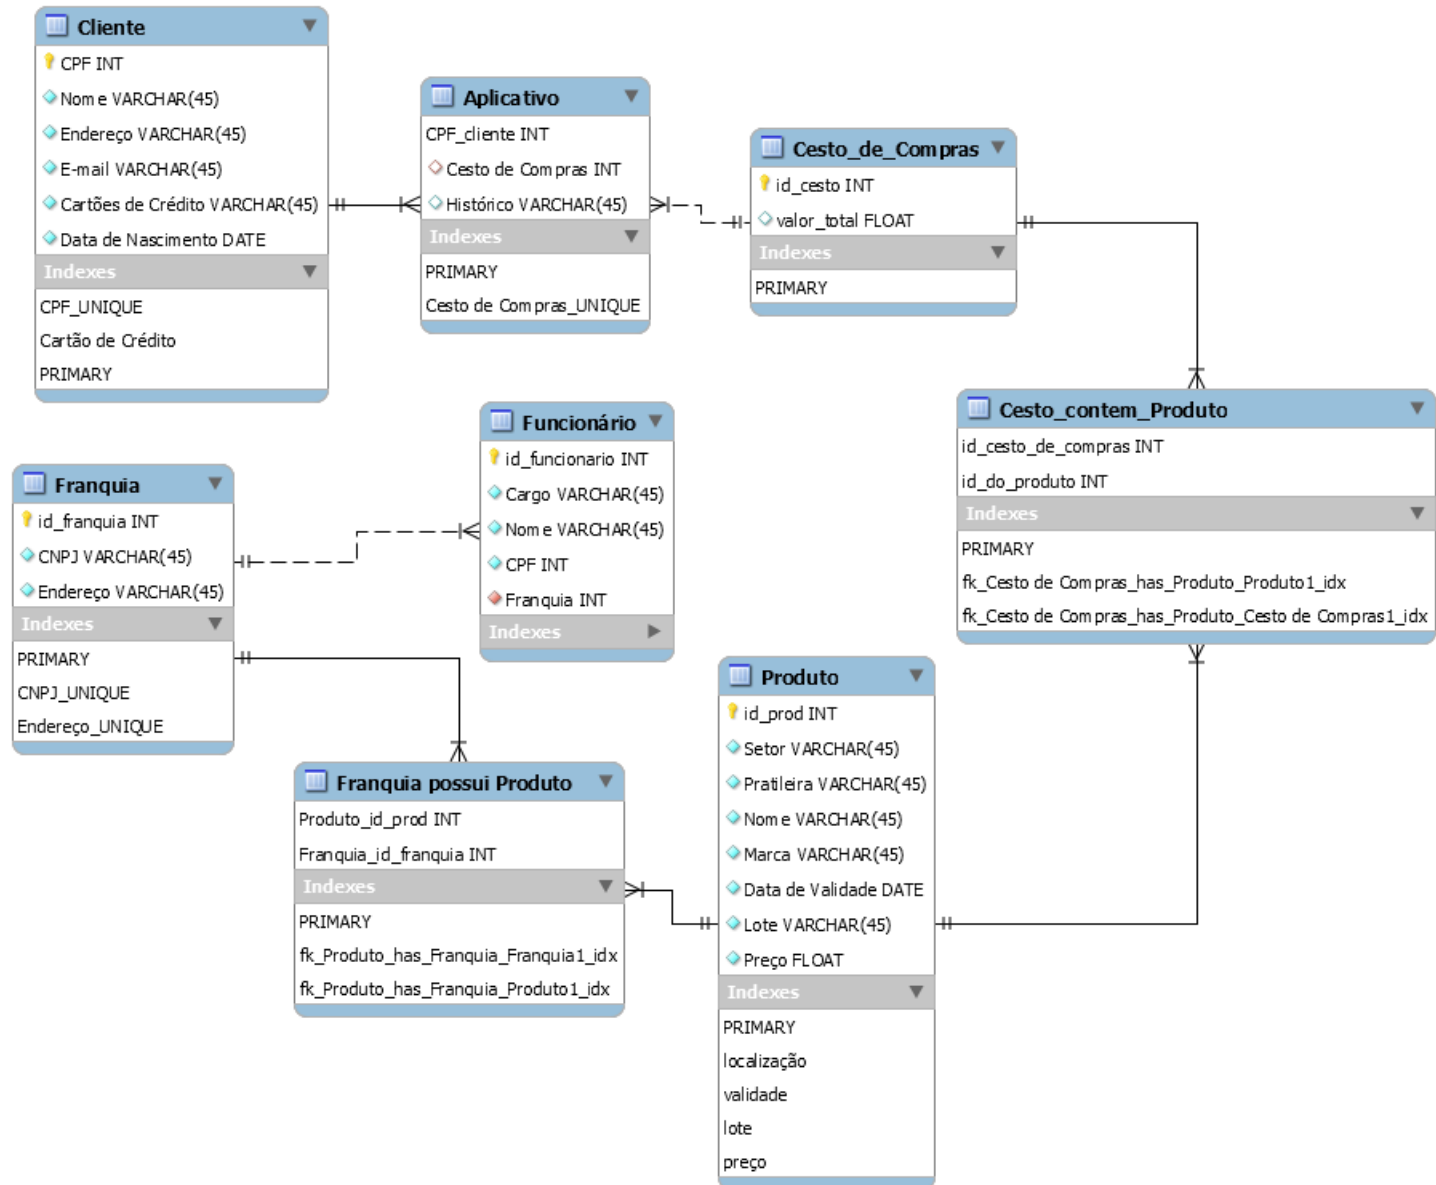 Cliente
CPF INT
Nome VARCHAR(45)
Endereço VARCHAR(45)
E-mail VARCHAR(45)
Cartões de Crédito VARCHAR(45)
Data de Nascimento DATE
Indexes
CPF_UNIQUE
Cartão de Crédito
PRIMARY
Aplicativo
CPF_cliente INT
Cesto de Compras INT
Histórico VARCHAR(45)
Indexes
PRIMARY
Cesto de Compras_UNIQUE
Cesto_de_Compras
id_cesto INT
valor_total FLOAT
Indexes
PRIMARY
Cesto_contem_Produto
id_cesto_de_compras INT
id_do_produto INT
Indexes
PRIMARY
fk_Cesto de Compras_has_Produto_Produto1_idx
fk_Cesto de Compras_has_Produto_Cesto de Compras1_idx
Funcionário
id_funcionario INT
Cargo VARCHAR(45)
Nome VARCHAR(45)
CPF INT
Franquia INT
Indexes
Franquia
id_franquia INT
CNPJ VARCHAR(45)
Endereço VARCHAR(45)
Indexes
PRIMARY
CNPJ_UNIQUE
Endereço_UNIQUE
Franquia possui Produto
Produto_id_prod INT
Franquia_id_franquia INT
Indexes
PRIMARY
fk_Produto_has_Franquia_Franquia1_idx
fk_Produto_has_Franquia_Produto1_idx
Produto
id_prod INT
Setor VARCHAR(45)
Pratileira VARCHAR(45)
Nome VARCHAR(45)
Marca VARCHAR(45)
Data de Validade DATE
Lote VARCHAR(45)
Preço FLOAT
Indexes
PRIMARY
localização
validade
lote
preço